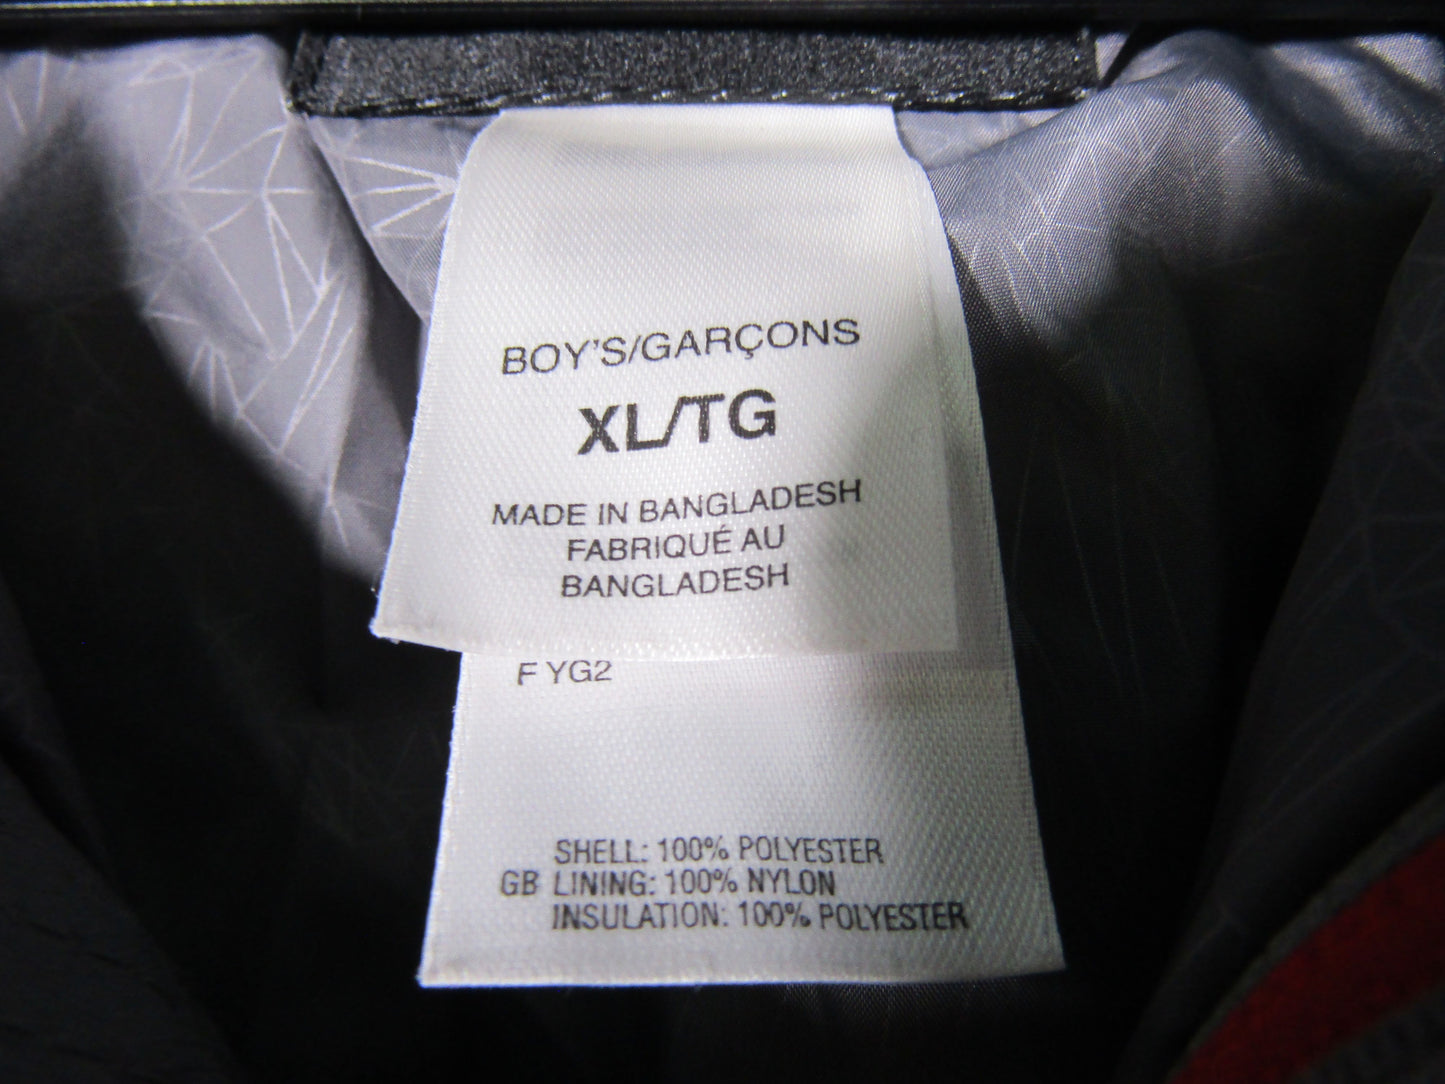 BOY'S/GARÇONS
XL/TG
MADE IN BANGLADESH
FABRIQUÉ AU
BANGLADESH
F YG2
SHELL: 100% POLYESTER
GB LINING: 100% NYLON
INSULATION: 100% POLYESTER